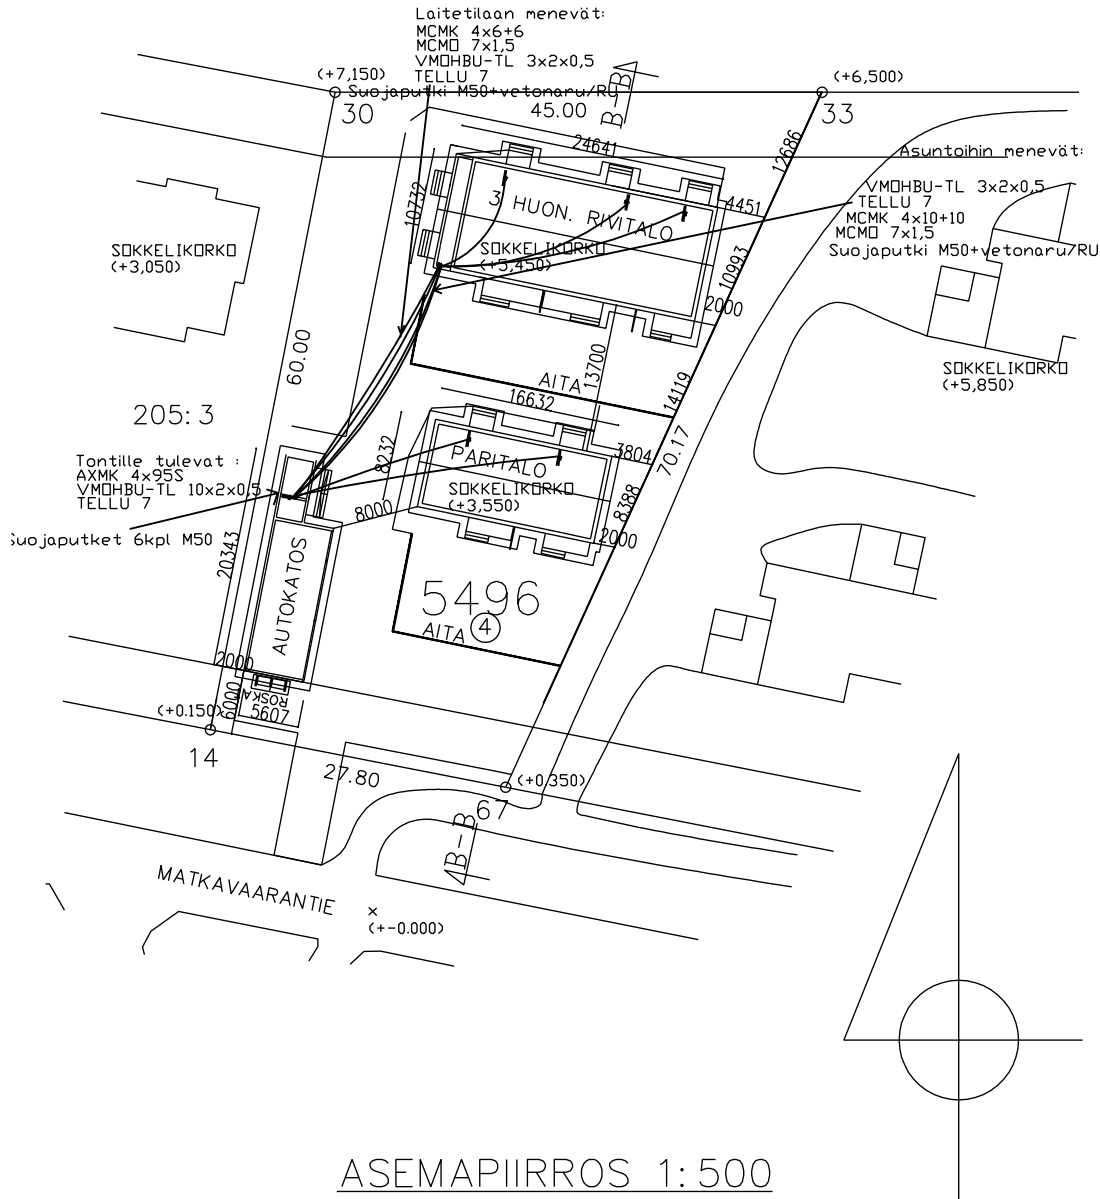 Laitetilaan menevät:
MCMK 4x6+6
MCMO 7x1,5
VMOHBU-TL 3x2x0,5
TELLU 7
Suojaputki M50+vetonaru/RU
(+7,150)
30
45.00
B-B
(+6,500)
33
12686
Asuntoihin menevät:
VMOHBU-TL 3x2x0,5
TELLU 7
MCMK 4x10+10
MCMO 7x1,5
Suojaputki M50+vetonaru/RU
24641
10732
4451
3 HUON. RIVITALO
SOKKELIKORKO
(+5,450)
10993
2000
SOKKELIKORKO
(+3,050)
60.00
13700
AITA
14119
SOKKELIKORKO
(+5,850)
205:3
16632
8232
3804
70.17
PARITALO
SOKKELIKORKO
(+3,550)
8388
2000
8000
Tontille tulevat :
AXMK 4x95S
VMOHBU-TL 10x2x0,5
TELLU 7
Suojaputket 6kpl M50
20343
AUTOKATOS
5496
AITA 4
2000
6000
ROSKA
5607
(+0.150)
14
27.80
(+0.350)
67
B-B
MATKAVAARANTIE
x
(+-0.000)
ASEMAPIIRROS 1:500